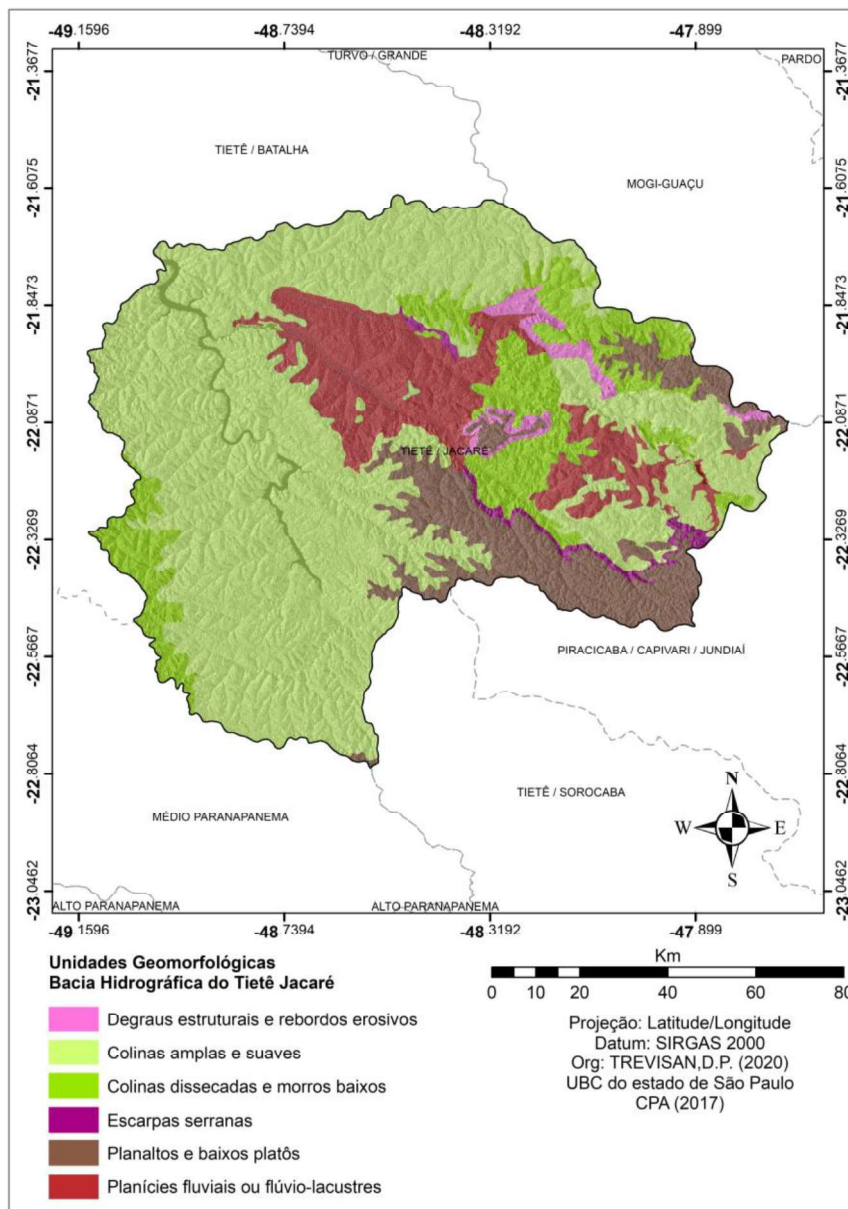 -49.1596 -48.7394 -48.3192 -47.899
TURVO / GRANDE
PARDO
-21.3677 -21.3677
TIETÊ / BATALHA
MOGI-GUAÇU
-21.6075 -21.6075
-21.8473 -21.8473
-22.0871 -22.0871
TIETÊ / JACARÉ
-22.3269 -22.3269
PIRACICABA / CAPIVARI / JUNDIAÍ
-22.5667 -22.5667
-22.8064 -22.8064
TIETÊ / SOROCABA
MÉDIO PARANAPANEMA
N
W E
S
-23.0462 -23.0462
ALTO PARANAPANEMA ALTO PARANAPANEMA
-49.1596 -48.7394 -48.3192 -47.899
Unidades Geomorfológicas
Bacia Hidrográfica do Tietê Jacaré
Degraus estruturais e rebordos erosivos
Colinas amplas e suaves
Colinas dissecadas e morros baixos
Escarpas serranas
Planaltos e baixos platôs
Planícies fluviais ou flúvio-lacustres
Km
0 10 20 40 60 80
Projeção: Latitude/Longitude
Datum: SIRGAS 2000
Org: TREVISAN,D.P. (2020)
UBC do estado de São Paulo
CPA (2017)